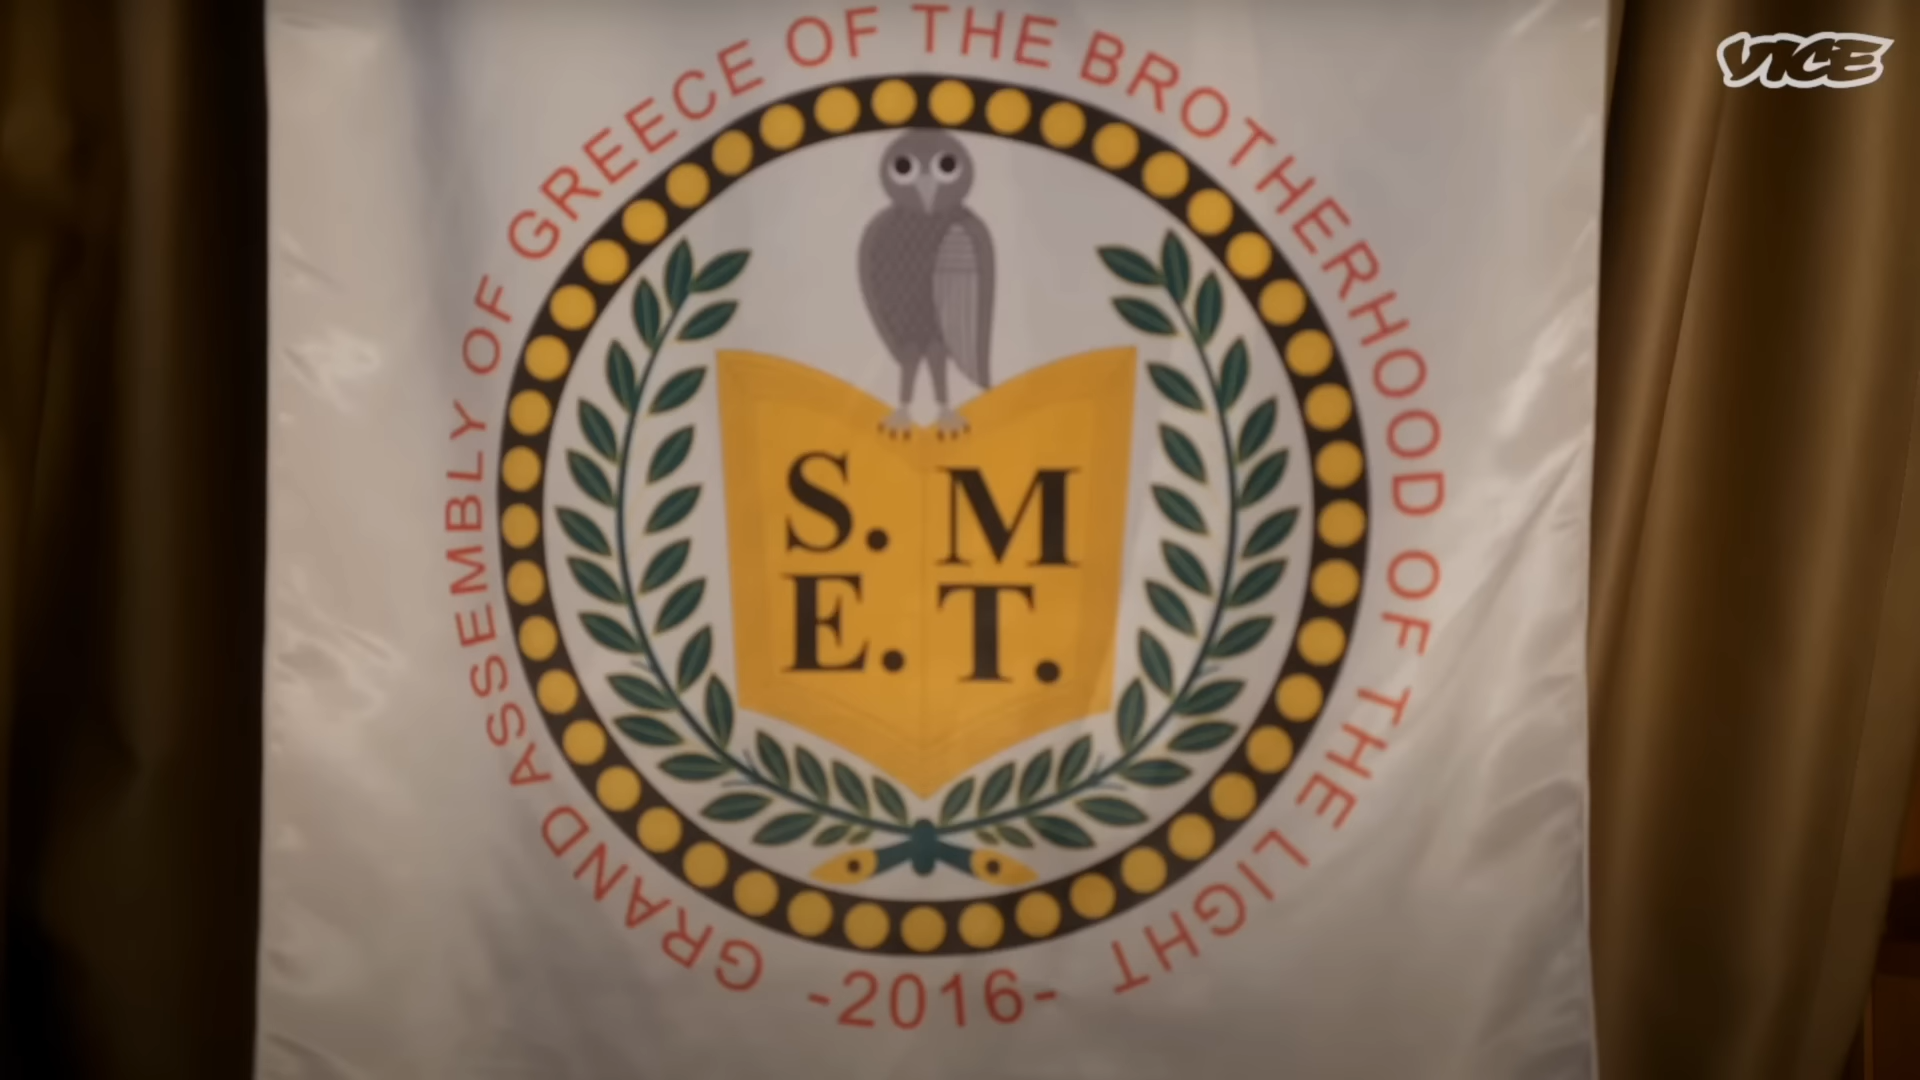 GRAND ASSEMBLY OF GREECE OF THE BROTHERHOOD OF THE LIGHT
S. M
E. T.
-2016-
VICE